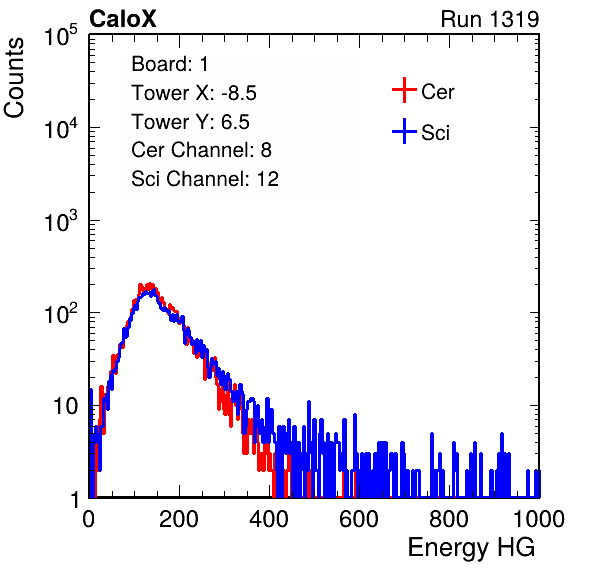 CaloX
Run 1319
Counts
Board: 1
Tower X: -8.5
Tower Y: 6.5
Cer Channel: 8
Sci Channel: 12
Cer
Sci
10^5
10^4
10^3
10^2
10
1
0 200 400 600 800 1000
Energy HG